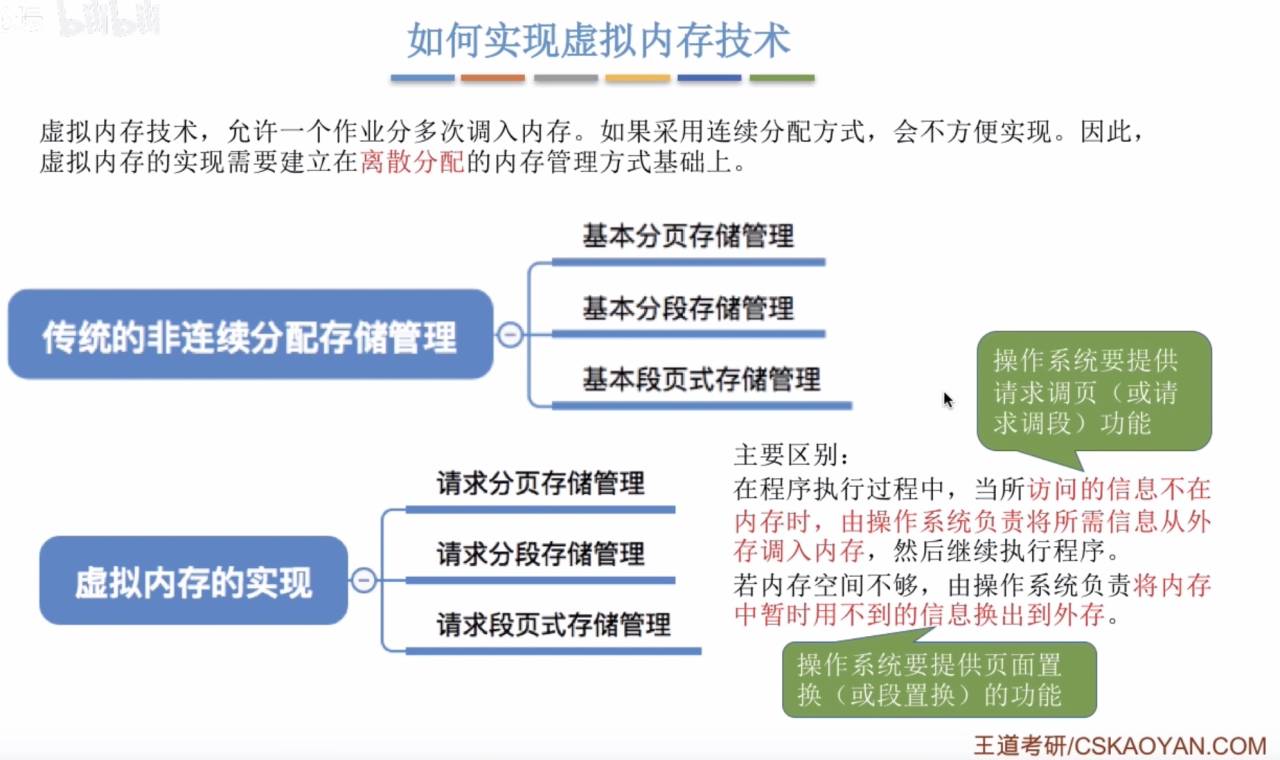 bilibili
如何实现虚拟内存技术
虚拟内存技术，允许一个作业分多次调入内存。如果采用连续分配方式，会不方便实现。因此，
虚拟内存的实现需要建立在离散分配的内存管理方式基础上。
传统的非连续分配存储管理
基本分页存储管理
基本分段存储管理
基本段页式存储管理
虚拟内存的实现
请求分页存储管理
请求分段存储管理
请求段页式存储管理
操作系统要提供
请求调页（或请
求调段）功能
主要区别：
在程序执行过程中，当所访问的信息不在
内存时，由操作系统负责将所需信息从外
存调入内存，然后继续执行程序。
若内存空间不够，由操作系统负责将内存
中暂时用不到的信息换出到外存。
操作系统要提供页面置
换（或段置换）的功能
王道考研/CSKAOYAN.COM